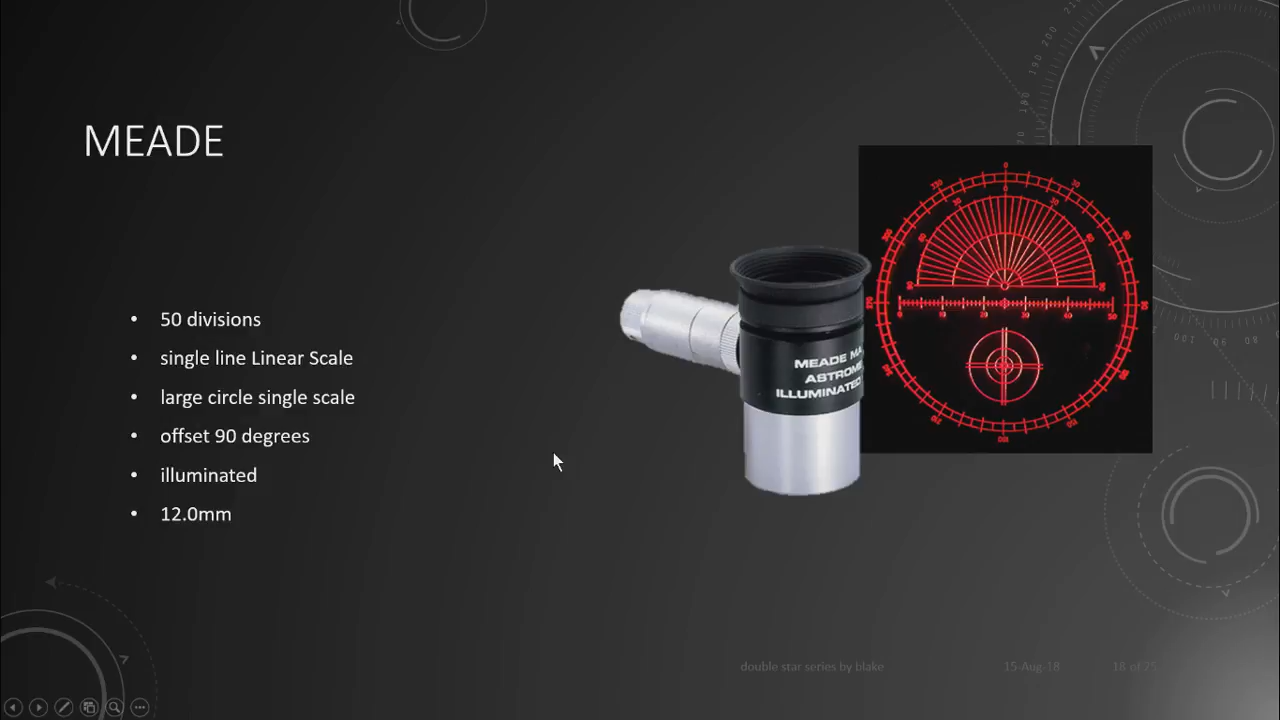 MEADE
50 divisions
single line Linear Scale
large circle single scale
offset 90 degrees
illuminated
12.0mm
MEADE MA
ASTROME
ILLUMINATED
double star series by blake
15-Aug-18
18 of 25